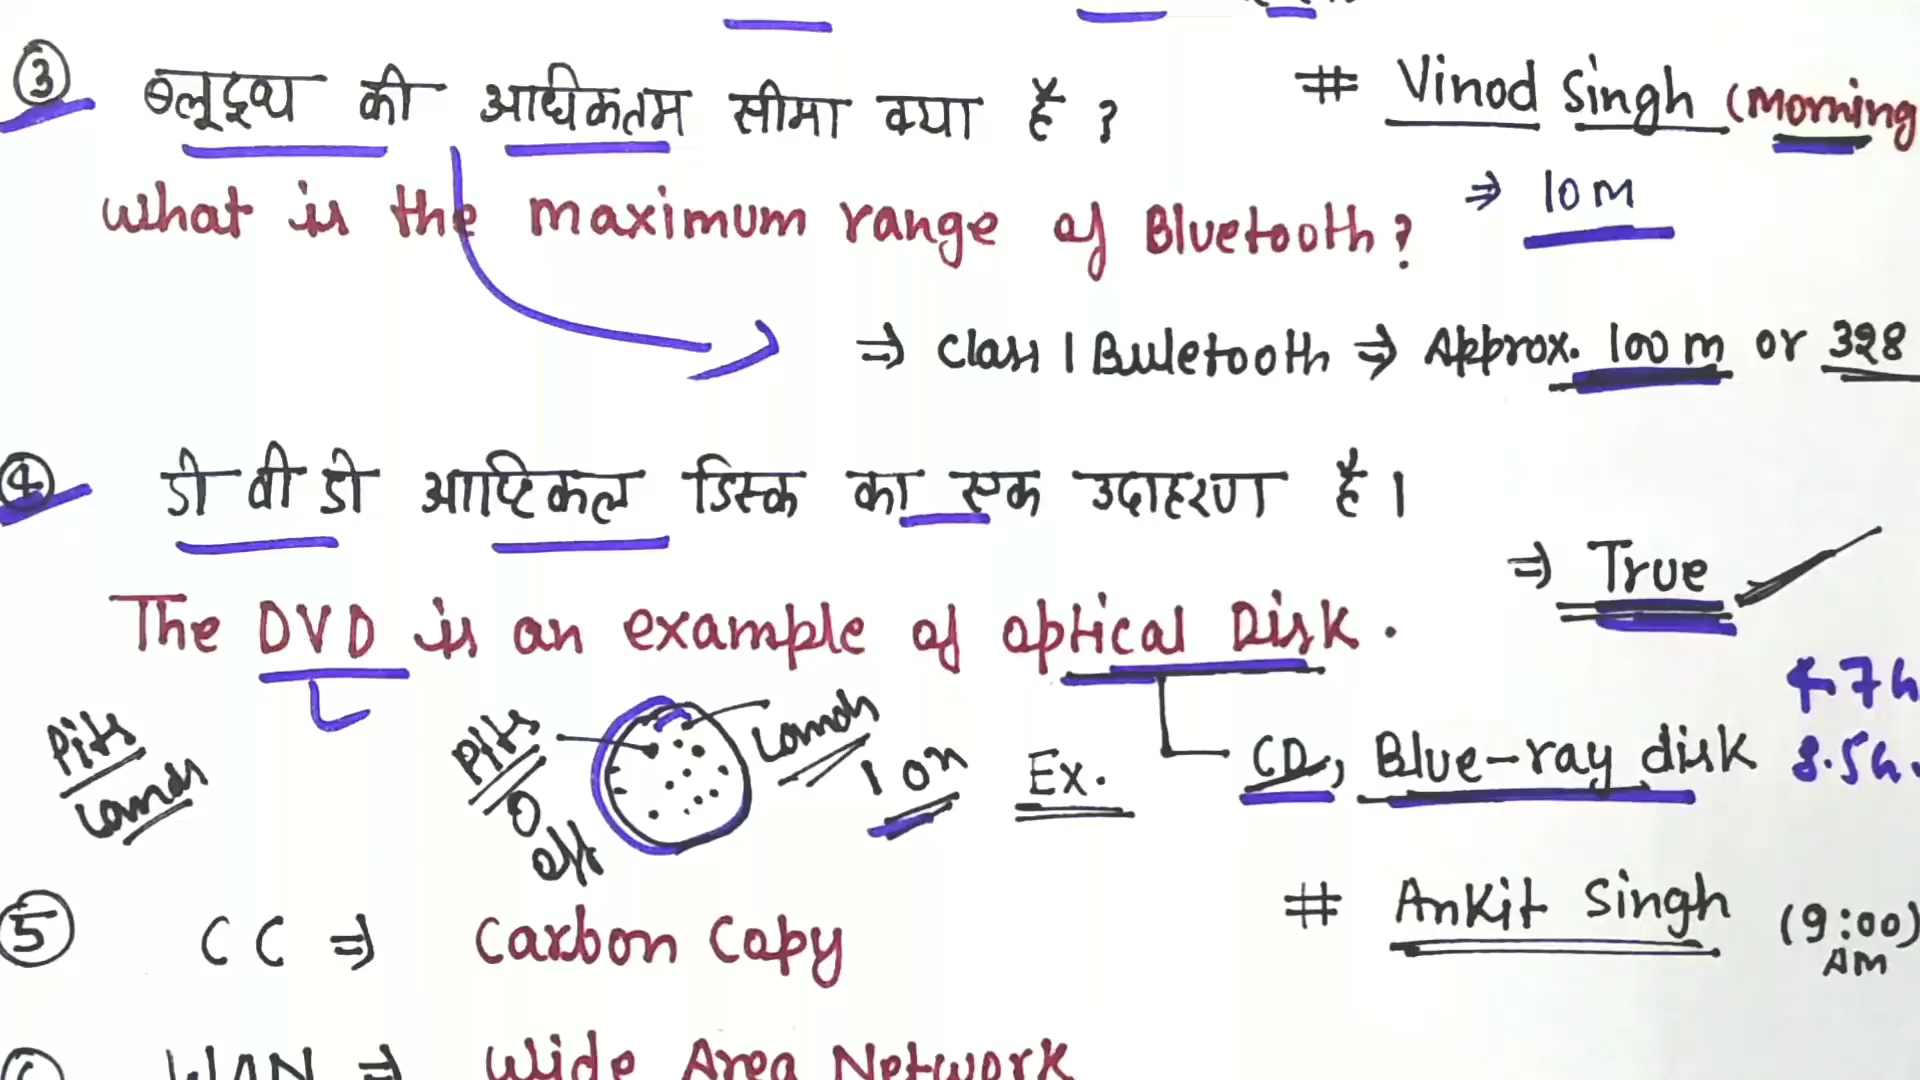 ③ ब्लूटूथ की अधिकतम सीमा क्या है ?
# Vinod Singh (Morning
What is the maximum range of Bluetooth?
⇒ 10 M
⇒ Class 1 Buletooth ⇒ Approx. 100 m or 328
④ डी वी डी आप्टिकल डिस्क का एक उदाहरण है ।
⇒ True
The DVD is an example of optical Disk .
Pits
Lands
Pits
0
off
Lands
1 on
Ex. CD, Blue-ray disk
4.7 G
8.5 G.
⑤ CC ⇒ Carbon Copy
# Ankit Singh (9:00)
AM
WAN ⇒ Wide Area Network